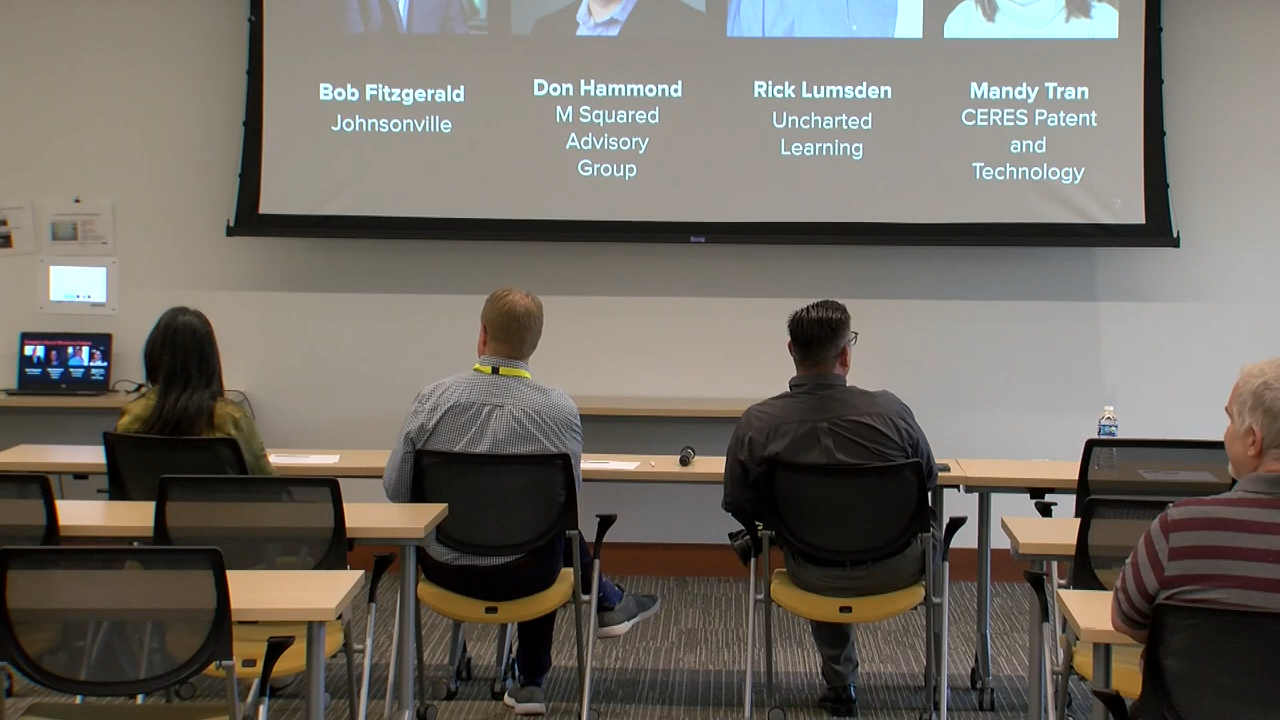 Bob Fitzgerald
Johnsonville
Don Hammond
M Squared
Advisory
Group
Rick Lumsden
Uncharted
Learning
Mandy Tran
CERES Patent
and
Technology